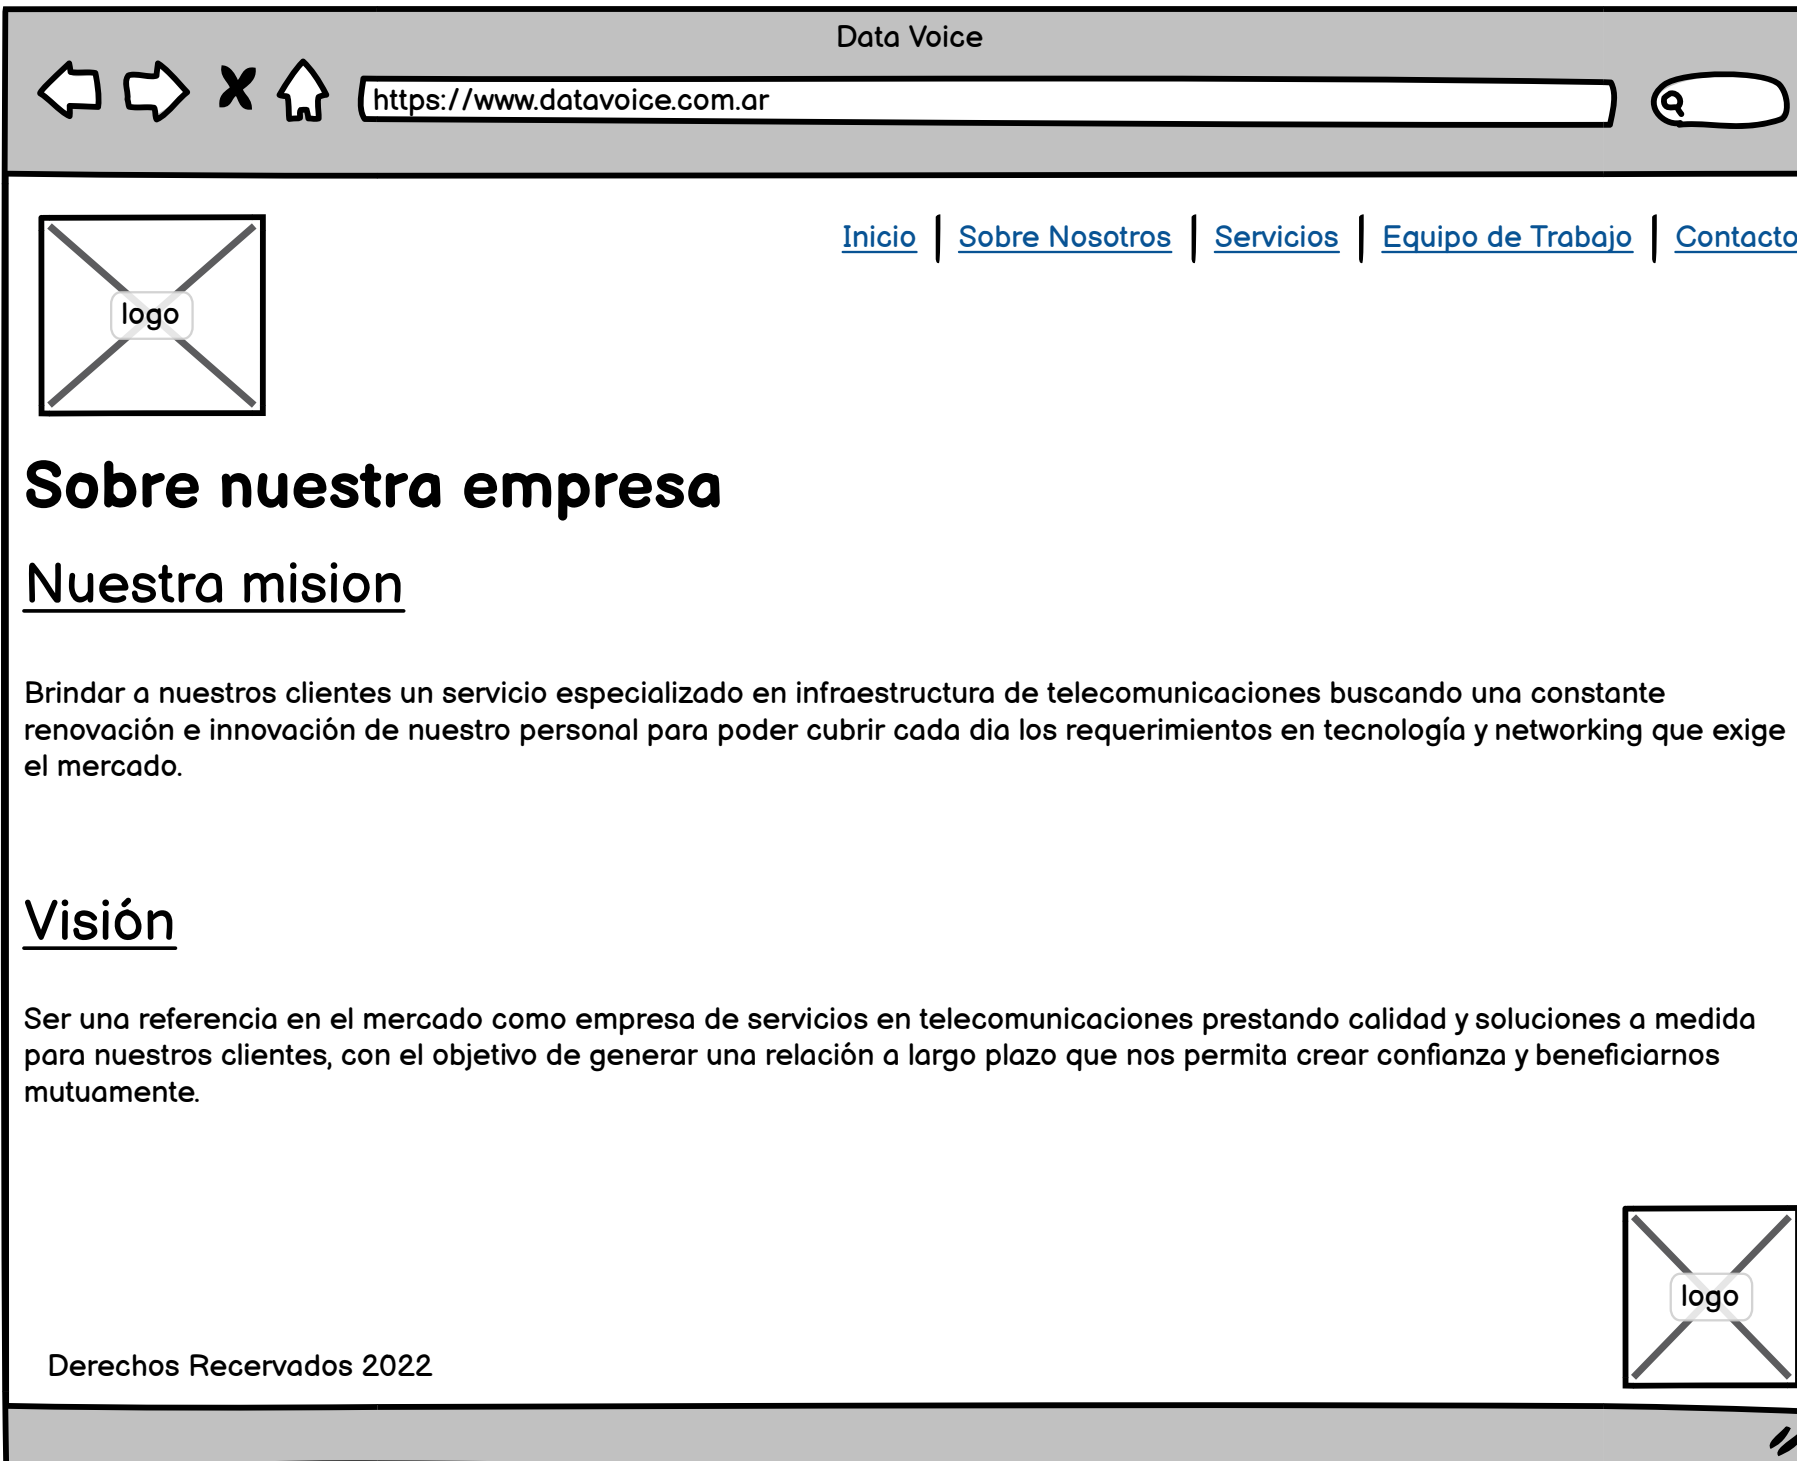 Data Voice
https://www.datavoice.com.ar
Inicio Sobre Nosotros Servicios Equipo de Trabajo Contacto
logo
Sobre nuestra empresa
Nuestra mision
Brindar a nuestros clientes un servicio especializado en infraestructura de telecomunicaciones buscando una constante
renovación e innovación de nuestro personal para poder cubrir cada dia los requerimientos en tecnología y networking que exige
el mercado.
Visión
Ser una referencia en el mercado como empresa de servicios en telecomunicaciones prestando calidad y soluciones a medida
para nuestros clientes, con el objetivo de generar una relación a largo plazo que nos permita crear confianza y beneficiarnos
mutuamente.
logo
Derechos Recervados 2022